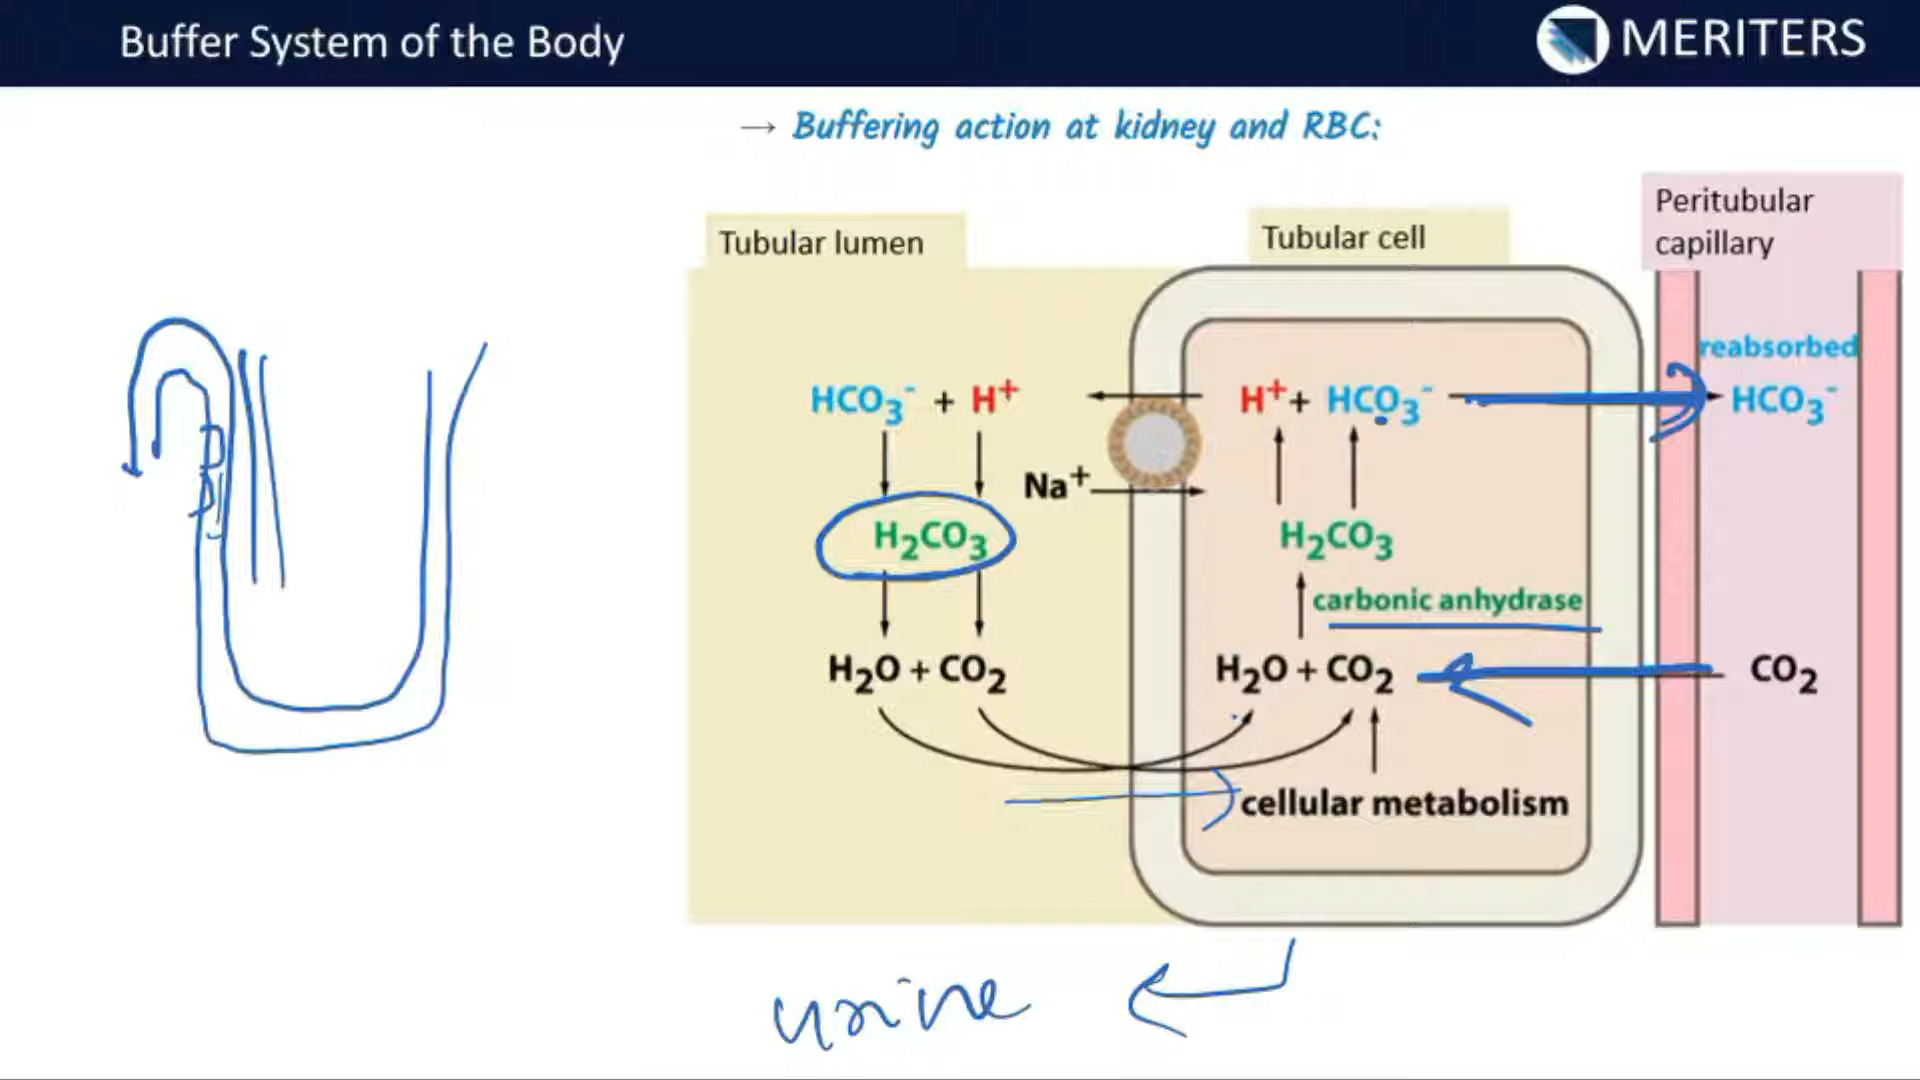 Buffer System of the Body
MERITERS
→ Buffering action at kidney and RBC:
Tubular lumen
Tubular cell
Peritubular
capillary
reabsorbed
HCO₃⁻ + H⁺
H⁺ + HCO₃⁻
HCO₃⁻
Na⁺
H₂CO₃
H₂CO₃
carbonic anhydrase
H₂O + CO₂
H₂O + CO₂
CO₂
cellular metabolism
urine